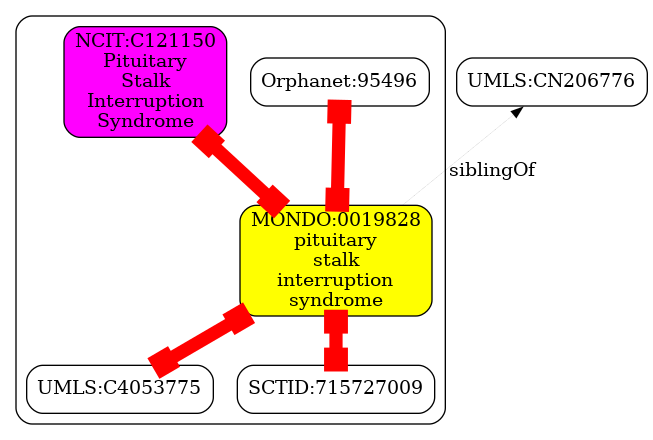 NCIT:C121150
Pituitary
Stalk
Interruption
Syndrome
Orphanet:95496
UMLS:CN206776
siblingOf
MONDO:0019828
pituitary
stalk
interruption
syndrome
UMLS:C4053775
SCTID:715727009